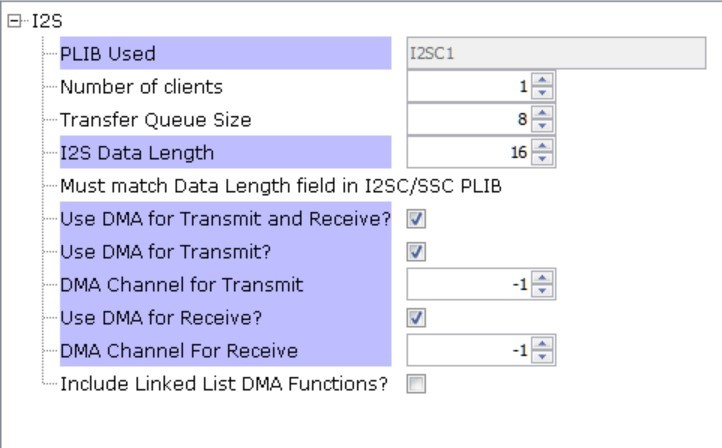 I2S
PLIB Used I2SC1
Number of clients 1
Transfer Queue Size 8
I2S Data Length 16
Must match Data Length field in I2SC/SSC PLIB
Use DMA for Transmit and Receive?
Use DMA for Transmit?
DMA Channel for Transmit -1
Use DMA for Receive?
DMA Channel For Receive -1
Include Linked List DMA Functions?